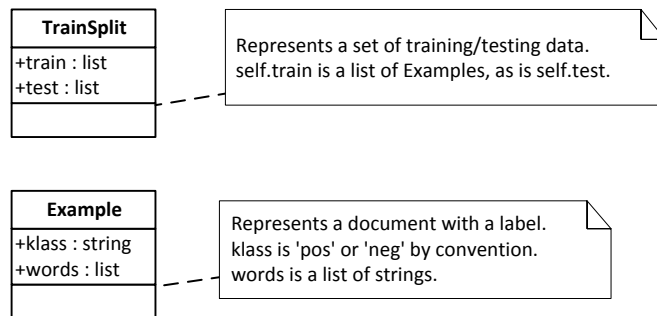 TrainSplit
+train : list
+test : list
Represents a set of training/testing data.
self.train is a list of Examples, as is self.test.
Example
+klass : string
+words : list
Represents a document with a label.
klass is 'pos' or 'neg' by convention.
words is a list of strings.